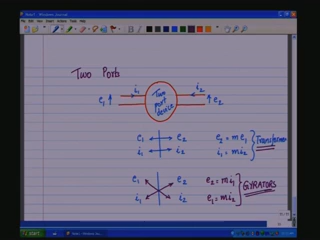 Two Ports
i₁ i₂
e₁ ↑ Two port device ↑ e₂
e₁ ↔ e₂ e₂ = m e₁
i₁ ↔ i₂ i₁ = m i₂ } Transformer
e₁ e₂ e₂ = m i₁
i₁ i₂ e₁ = m i₂ } GYRATORS